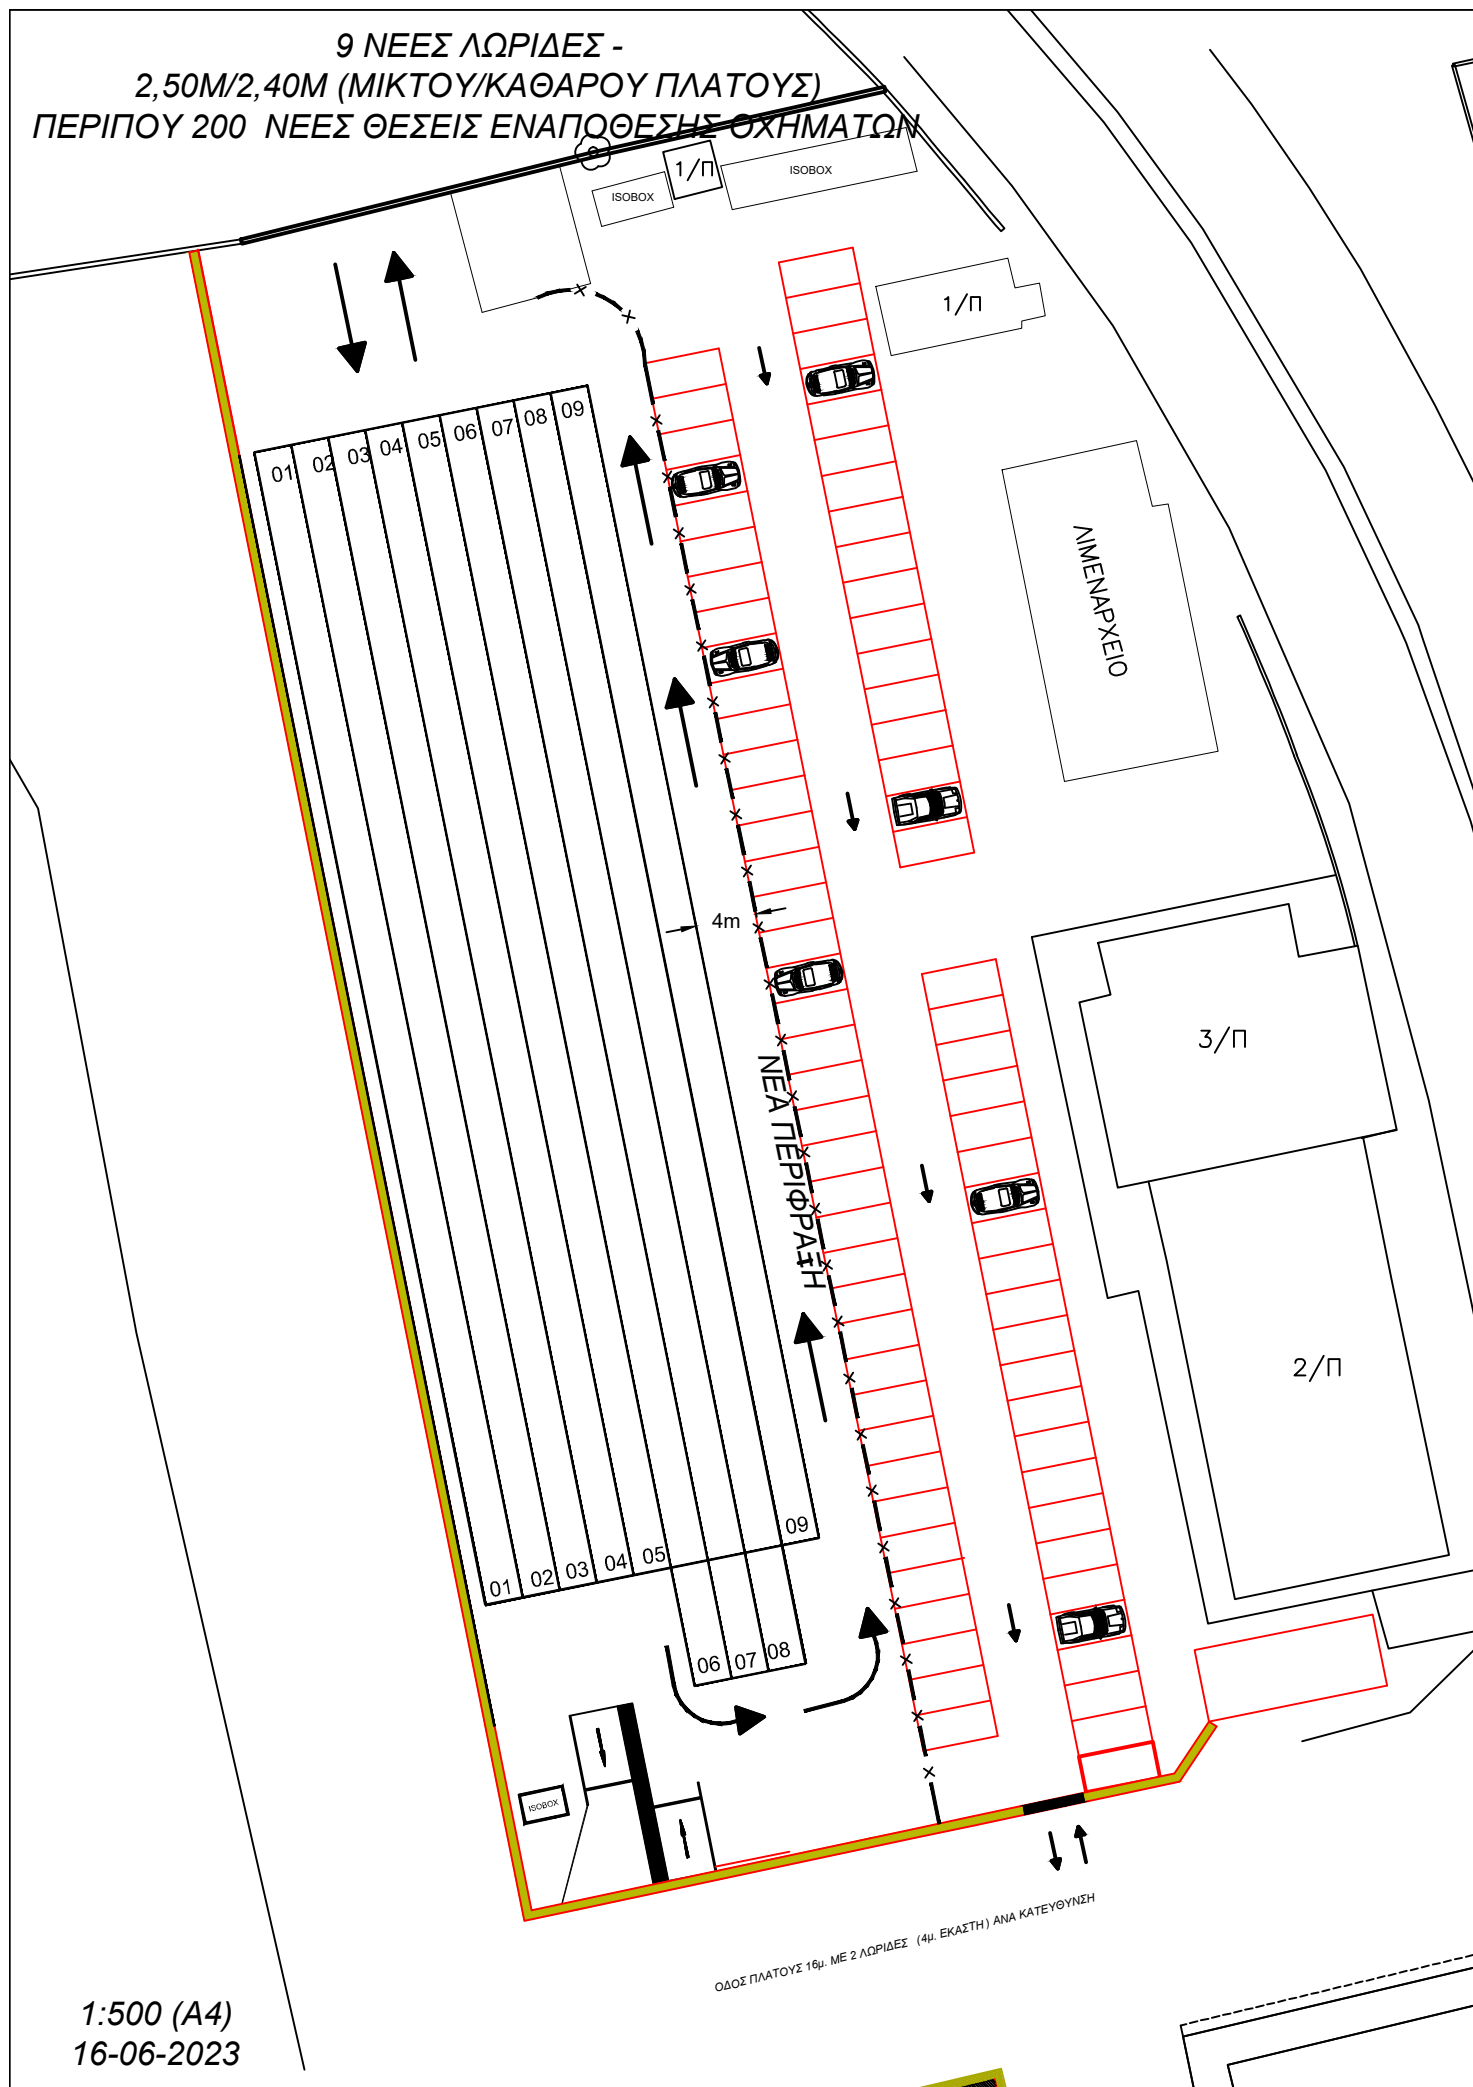 9 ΝΕΕΣ ΛΩΡΙΔΕΣ -
2,50Μ/2,40Μ (ΜΙΚΤΟΥ/ΚΑΘΑΡΟΥ ΠΛΑΤΟΥΣ)
ΠΕΡΙΠΟΥ 200 ΝΕΕΣ ΘΕΣΕΙΣ ΕΝΑΠΟΘΕΣΗΣ ΟΧΗΜΑΤΩΝ
ISOBOX
1/Π
ISOBOX
1/Π
01 02 03 04 05 06 07 08 09
ΛΙΜΕΝΑΡΧΕΙΟ
4m
3/Π
ΝΕΑ ΠΕΡΙΦΡΑΞΗ
2/Π
01 02 03 04 05
09
06 07 08
ISOBOX
ΟΔΟΣ ΠΛΑΤΟΥΣ 16μ. ΜΕ 2 ΛΩΡΙΔΕΣ (4μ. ΕΚΑΣΤΗ) ΑΝΑ ΚΑΤΕΥΘΥΝΣΗ
1:500 (Α4)
16-06-2023